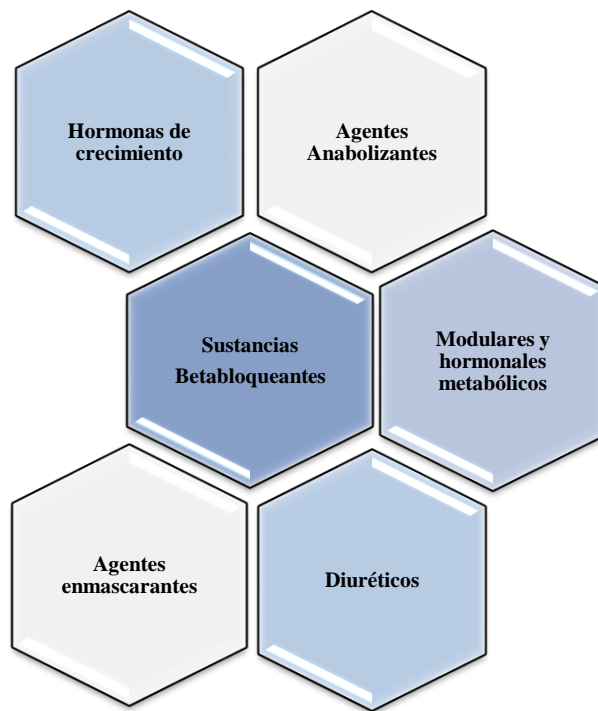 Hormonas de
crecimiento
Agentes
Anabolizantes
Sustancias
Betabloqueantes
Modulares y
hormonales
metabólicos
Agentes
enmascarantes
Diuréticos